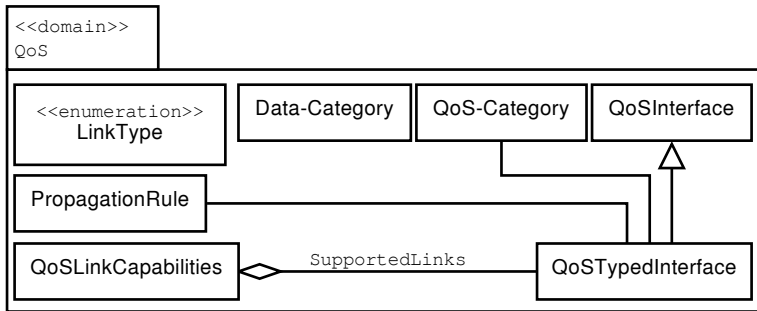 <<domain>>
QoS
<<enumeration>>
LinkType
Data-Category
QoS-Category
QoSInterface
PropagationRule
QoSLinkCapabilities
SupportedLinks
QoSTypedInterface